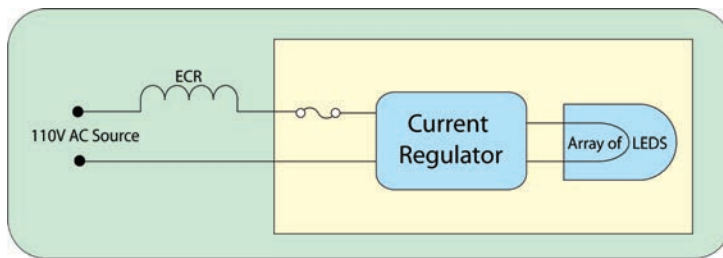 ECR
110V AC Source
Current
Regulator
Array of LEDS